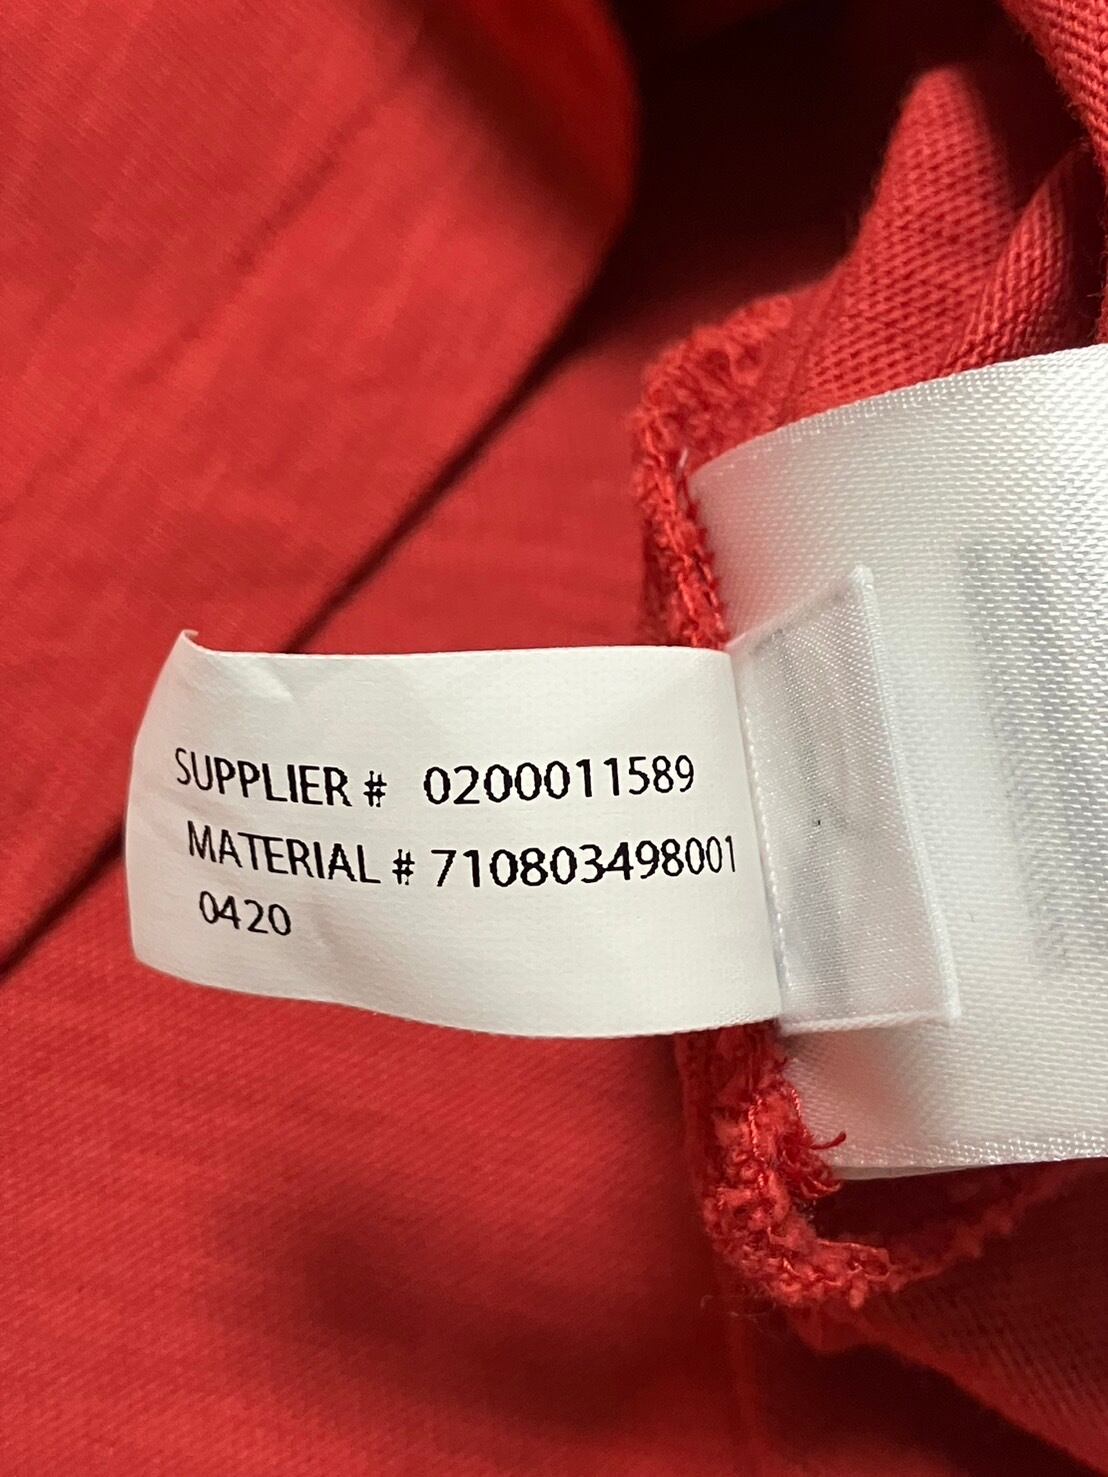 SUPPLIER # 0200011589
MATERIAL # 710803498001
0420